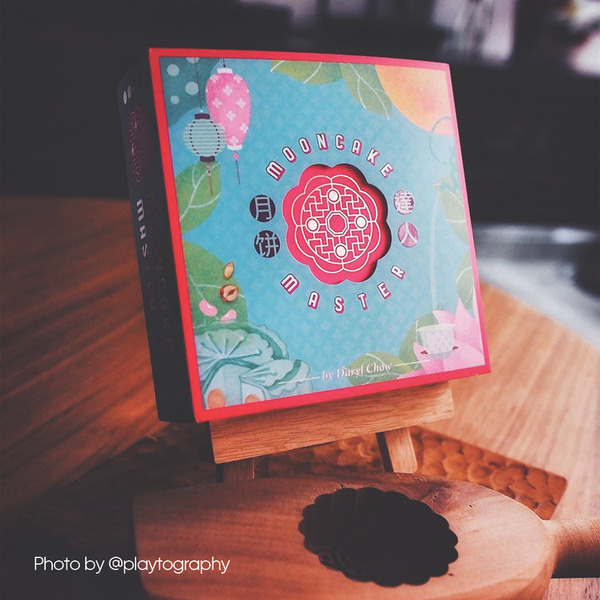 MOONCAKE
月饼
達人
MASTER
by Daryl Chow
Photo by @playtography